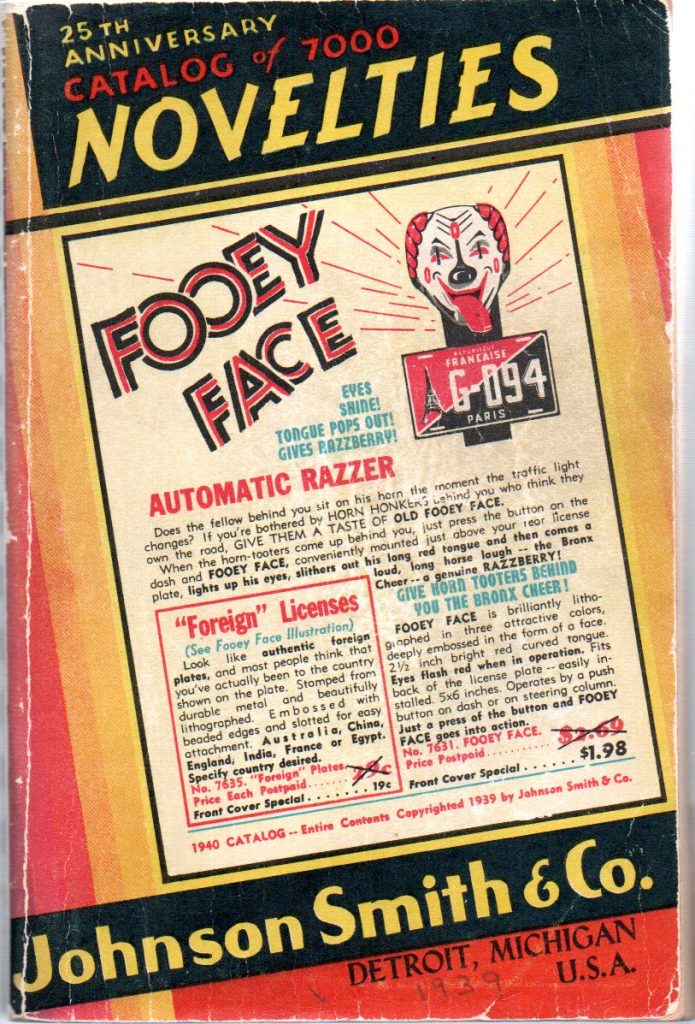 25TH
ANNIVERSARY
CATALOG of 7000
NOVELTIES
FOOEY
FACE
REPUBLIQUE
FRANCAISE
G-094
PARIS
EYES
SHINE!
TONGUE POPS OUT!
GIVES RAZZBERRY!
AUTOMATIC RAZZER
Does the fellow behind you sit on his horn the moment the traffic light
changes? If you're bothered by HORN HONKERS behind you who think they
own the road, GIVE THEM A TASTE OF OLD FOOEY FACE.
When the horn-tooters come up behind you, just press the button on the
dash and FOOEY FACE, conveniently mounted just above your rear license
plate, lights up his eyes, slithers out his long red tongue and then comes a
loud, long horse laugh -- the Bronx
Cheer -- a genuine RAZZBERRY!
"Foreign" Licenses
(See Fooey Face Illustration)
Look like authentic foreign
plates, and most people think that
you've actually been to the country
shown on the plate. Stamped from
durable metal and beautifully
lithographed. Embossed with
beaded edges and slotted for easy
attachment. Australia, China,
England, India, France or Egypt.
Specify country desired.
No. 7635. "Foreign" Plates.
Price Each Postpaid
Front Cover Special . . . . . . . 19c
GIVE HORN TOOTERS BEHIND
YOU THE BRONX CHEER!
FOOEY FACE is brilliantly litho-
graphed in three attractive colors,
deeply embossed in the form of a face.
2½ inch bright red curved tongue.
Eyes flash red when in operation. Fits
back of the license plate -- easily in-
stalled. 5x6 inches. Operates by a push
button on dash or on steering column.
Just a press of the button and FOOEY
FACE goes into action.
No. 7631. FOOEY FACE. $2.69
Price Postpaid
Front Cover Special . . . . . . . $1.98
1940 CATALOG -- Entire Contents Copyrighted 1939 by Johnson Smith & Co.
Johnson Smith & Co.
DETROIT, MICHIGAN
U.S.A.
1939